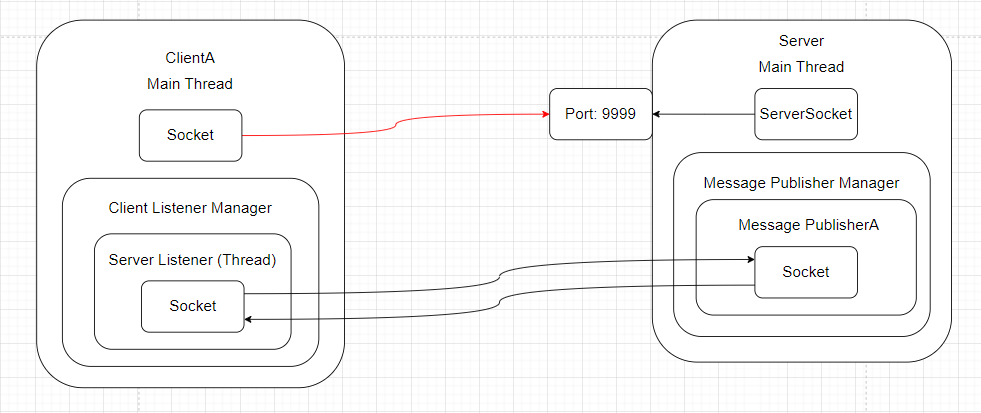 ClientA
Main Thread
Socket
Client Listener Manager
Server Listener (Thread)
Socket
Port: 9999
Server
Main Thread
ServerSocket
Message Publisher Manager
Message PublisherA
Socket